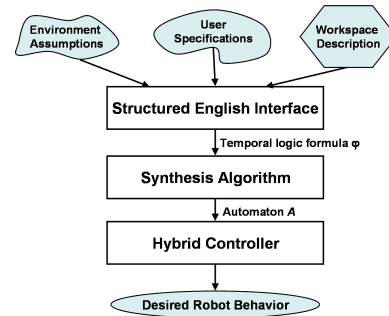 Environment
Assumptions
User
Specifications
Workspace
Description
Structured English Interface
Temporal logic formula φ
Synthesis Algorithm
Automaton A
Hybrid Controller
Desired Robot Behavior